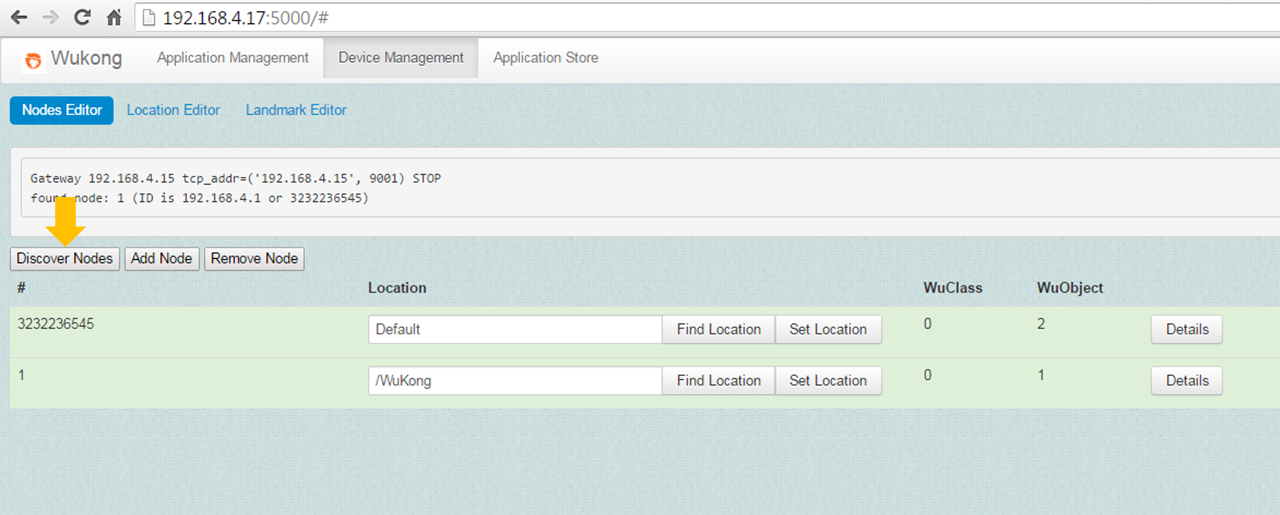 192.168.4.17:5000/#
Wukong Application Management Device Management Application Store
Nodes Editor Location Editor Landmark Editor
Gateway 192.168.4.15 tcp_addr=('192.168.4.15', 9001) STOP
found node: 1 (ID is 192.168.4.1 or 3232236545)
Discover Nodes Add Node Remove Node
# Location WuClass WuObject
3232236545 Default Find Location Set Location 0 2 Details
1 /WuKong Find Location Set Location 0 1 Details